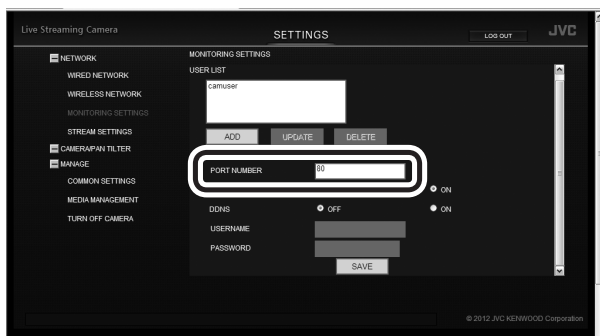 Live Streaming Camera
SETTINGS
LOG OUT
JVC
NETWORK
WIRED NETWORK
WIRELESS NETWORK
MONITORING SETTINGS
STREAM SETTINGS
CAMERA/PAN TILTER
MANAGE
COMMON SETTINGS
MEDIA MANAGEMENT
TURN OFF CAMERA
MONITORING SETTINGS
USER LIST
camuser
ADD UPDATE DELETE
PORT NUMBER 80
ON
DDNS OFF ON
USERNAME
PASSWORD
SAVE
© 2012 JVC KENWOOD Corporation